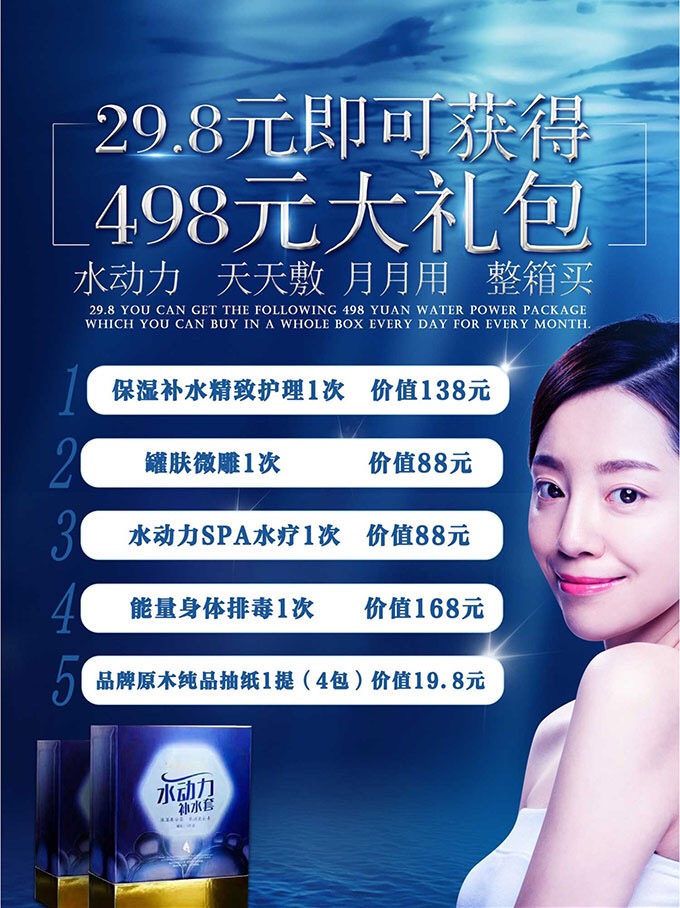 29.8元即可获得
498元大礼包
水动力 天天敷 月月用 整箱买
29.8 YOU CAN GET THE FOLLOWING 498 YUAN WATER POWER PACKAGE
WHICH YOU CAN BUY IN A WHOLE BOX EVERY DAY FOR EVERY MONTH.
1 保湿补水精致护理1次 价值138元
2 罐肤微雕1次 价值88元
3 水动力SPA水疗1次 价值88元
4 能量身体排毒1次 价值168元
5 品牌原木纯品抽纸1提（4包）价值19.8元
水动力
补水套